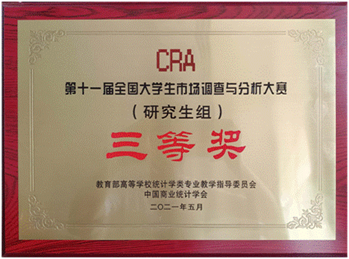 CRA
第十一届全国大学生市场调查与分析大赛
（研究生组）
三等奖
教育部高等学校统计学类专业教学指导委员会
中国商业统计学会
二〇二一年五月